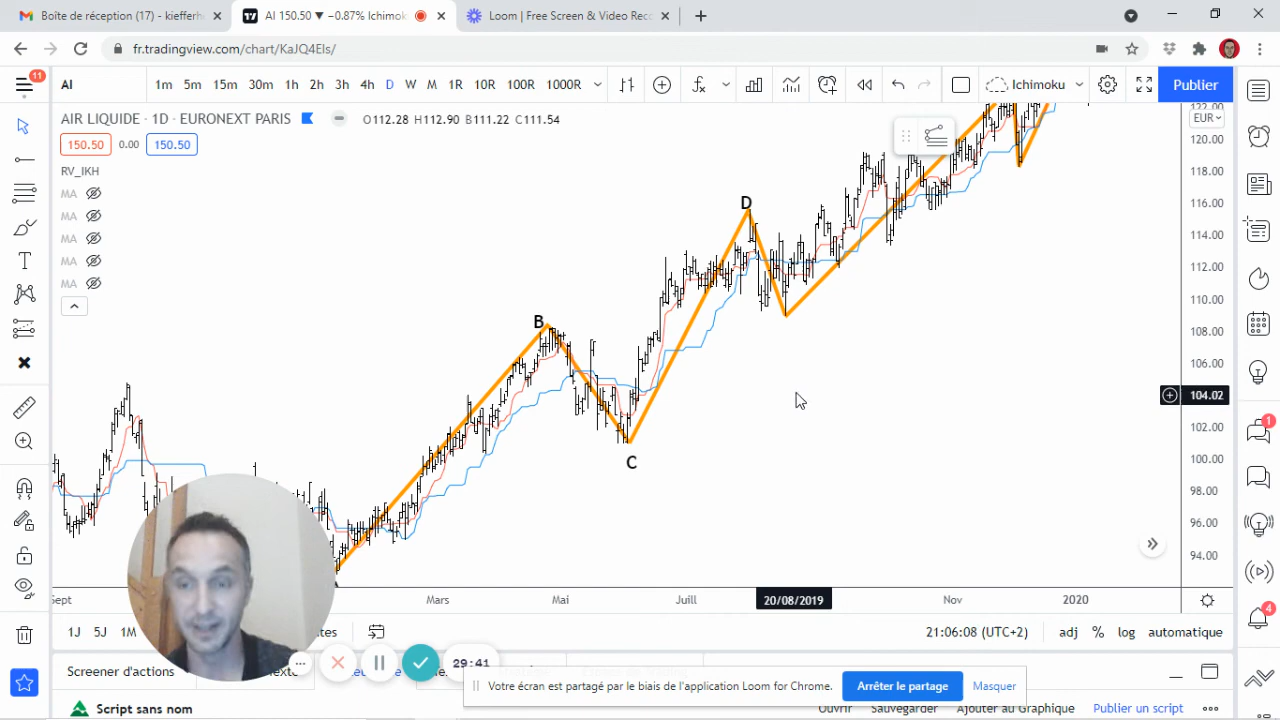 Boîte de réception (17) - kieffer
AI 150.50 ▼ −0.87% Ichimoku
Loom | Free Screen & Video Rec
fr.tradingview.com/chart/KaJQ4EIs/
11
AI
1m 5m 15m 30m 1h 2h 3h 4h D W M 1R 10R 100R 1000R
Ichimoku
Publier
AIR LIQUIDE · 1D · EURONEXT PARIS
O112.28 H112.90 B111.22 C111.54
EUR
150.50 0.00 150.50
RV_IKH
MA
MA
MA
MA
MA
B
C
D
122.00
120.00
118.00
116.00
114.00
112.00
110.00
108.00
106.00
104.02
102.00
100.00
98.00
96.00
94.00
1
4
Sept Mars Mai Juill 20/08/2019 Nov 2020
1J 5J 1M
21:06:08 (UTC+2) adj % log automatique
Screener d'actions
29:41
Votre écran est partagé par le biais de l'application Loom for Chrome.
Arrêter le partage
Masquer
Script sans nom
Ouvrir Sauvegarder Ajouter au Graphique Publier un script